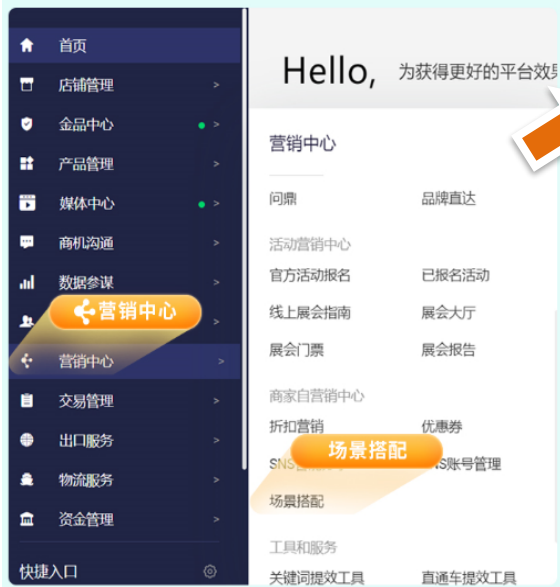 首页
店铺管理
金品中心
产品管理
媒体中心
商机沟通
数据参谋
营销中心
营销中心
交易管理
出口服务
物流服务
资金管理
快捷入口
Hello, 为获得更好的平台效果
营销中心
问鼎 品牌直达
活动营销中心
官方活动报名 已报名活动
线上展会指南 展会大厅
展会门票 展会报告
商家自营销中心
折扣营销 优惠券
场景搭配
SNS账号管理
场景搭配
工具和服务
关键词提效工具 直通车提效工具